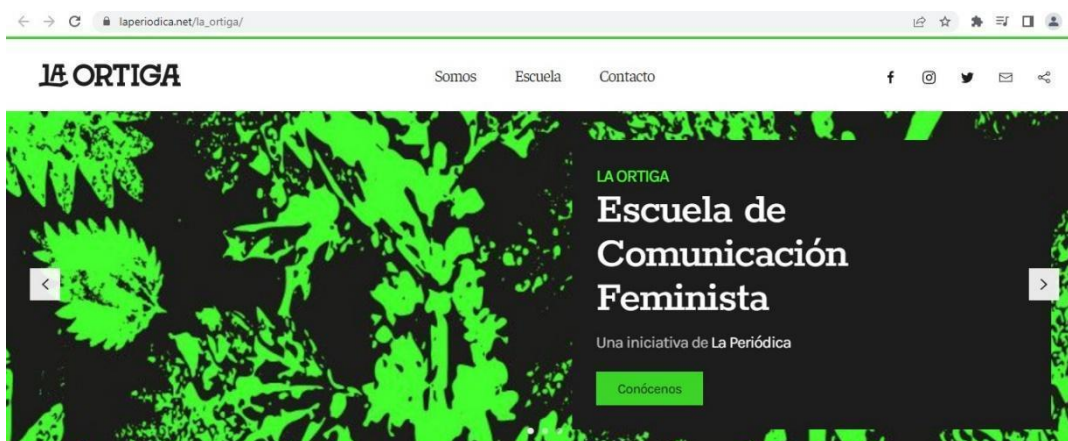 laperiodica.net/la_ortiga/
LA ORTIGA
Somos Escuela Contacto
LA ORTIGA
Escuela de
Comunicación
Feminista
Una iniciativa de La Periódica
Conócenos